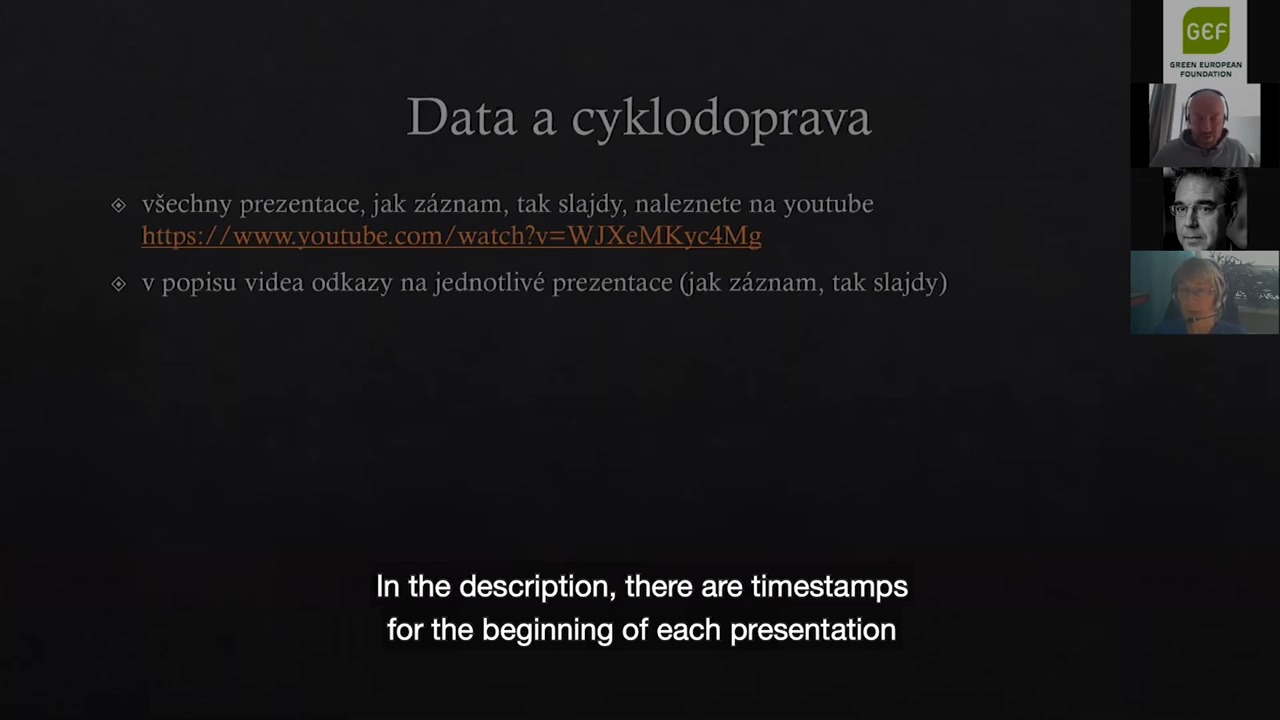 GEF
GREEN EUROPEAN
FOUNDATION
Data a cyklodoprava
všechny prezentace, jak záznam, tak slajdy, naleznete na youtube
https://www.youtube.com/watch?v=WJXeMKyc4Mg
v popisu videa odkazy na jednotlivé prezentace (jak záznam, tak slajdy)
In the description, there are timestamps
for the beginning of each presentation